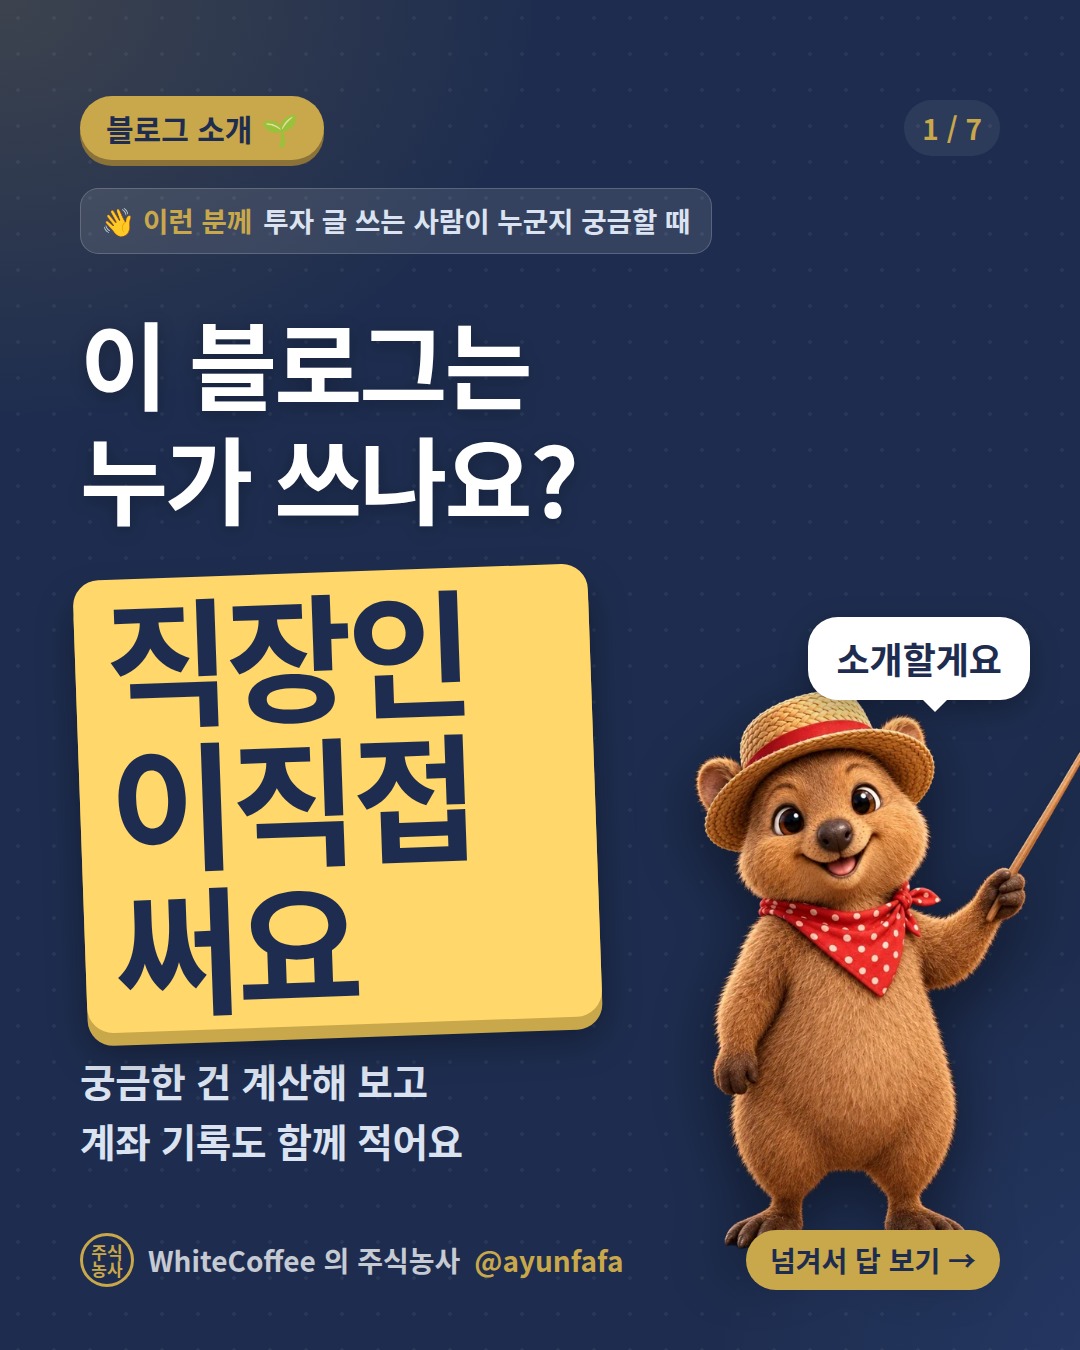 블로그 소개 🌱
1 / 7
👋 이런 분께 투자 글 쓰는 사람이 누군지 궁금할 때
이 블로그는
누가 쓰나요?
직장인
이직접
써요
소개할게요
궁금한 건 계산해 보고
계좌 기록도 함께 적어요
주식
농사
WhiteCoffee 의 주식농사 @ayunfafa
넘겨서 답 보기 →